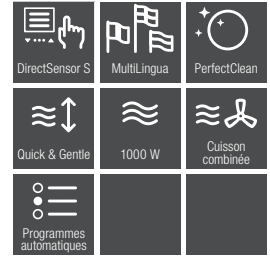 DirectSensor S
MultiLingua
PerfectClean
Quick & Gentle
1000 W
Cuisson
combinée
Programmes
automatiques